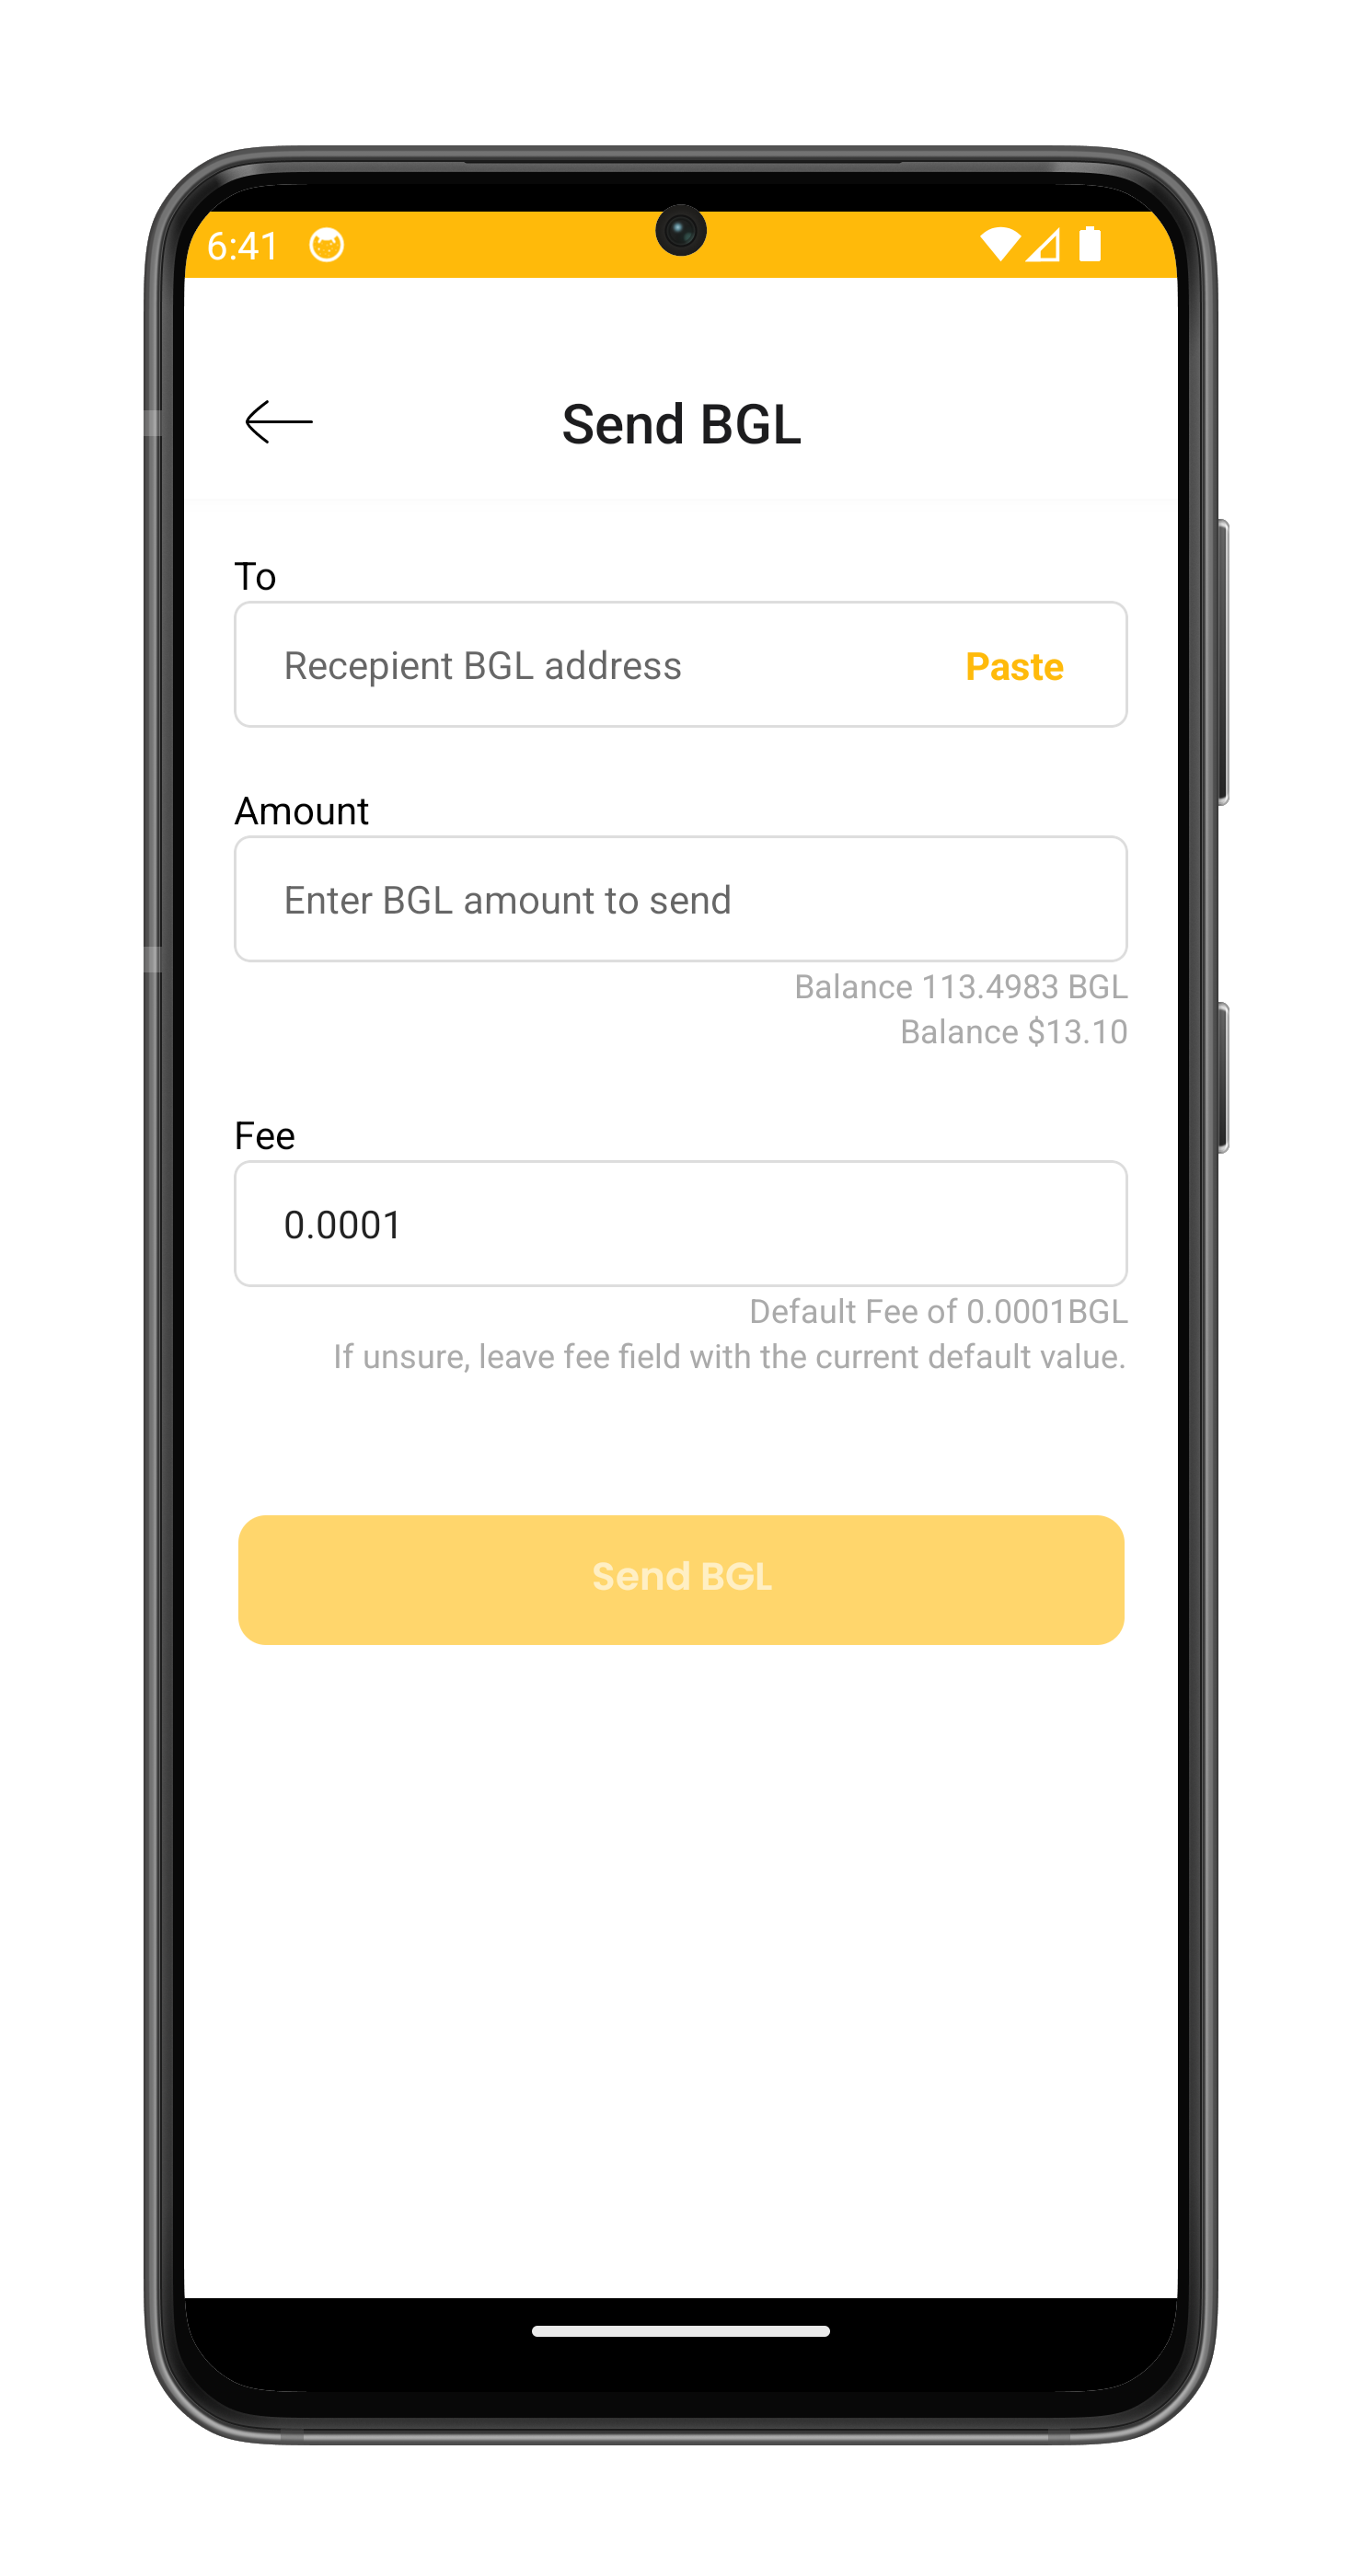 6:41
Send BGL
To
Recepient BGL address Paste
Amount
Enter BGL amount to send
Balance 113.4983 BGL
Balance $13.10
Fee
0.0001
Default Fee of 0.0001BGL
If unsure, leave fee field with the current default value.
Send BGL